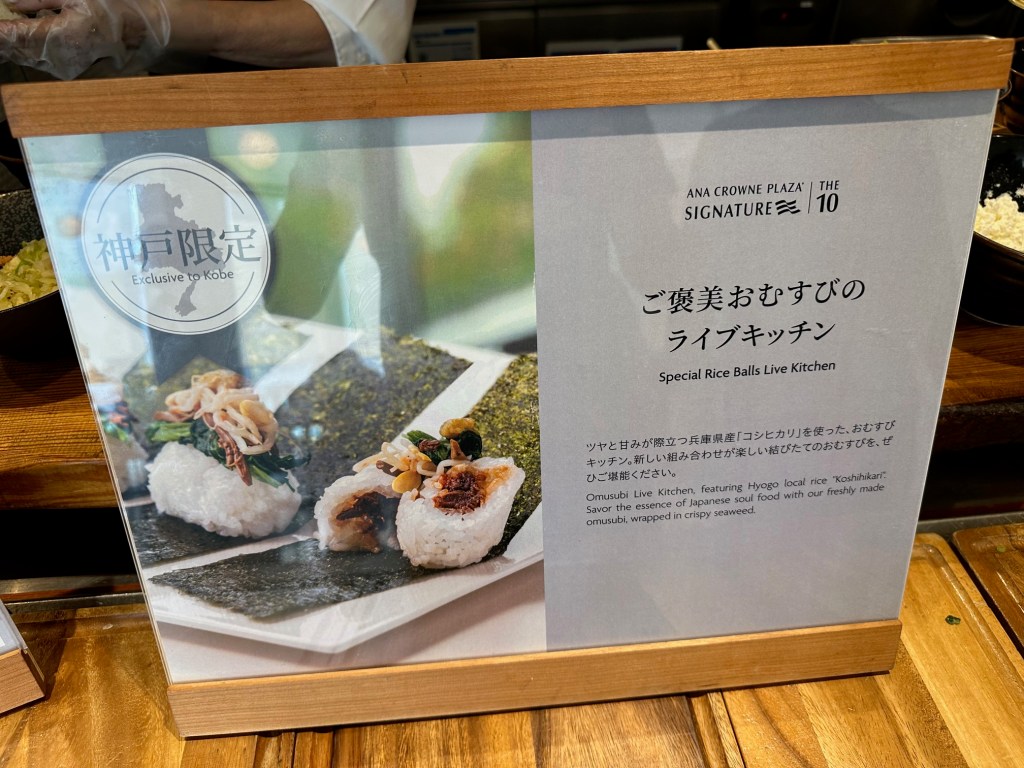 神戸限定
Exclusive to Kobe
ANA CROWNE PLAZA
SIGNATURE
THE
10
ご褒美おむすびの
ライブキッチン
Special Rice Balls Live Kitchen
ツヤと甘みが際立つ兵庫県産「コシヒカリ」を使った、おむすび
キッチン。新しい組み合わせが楽しい結びたてのおむすびを、ぜ
ひご堪能ください。
Omusubi Live Kitchen, featuring Hyogo local rice "Koshihikari".
Savor the essence of Japanese soul food with our freshly made
omusubi, wrapped in crispy seaweed.